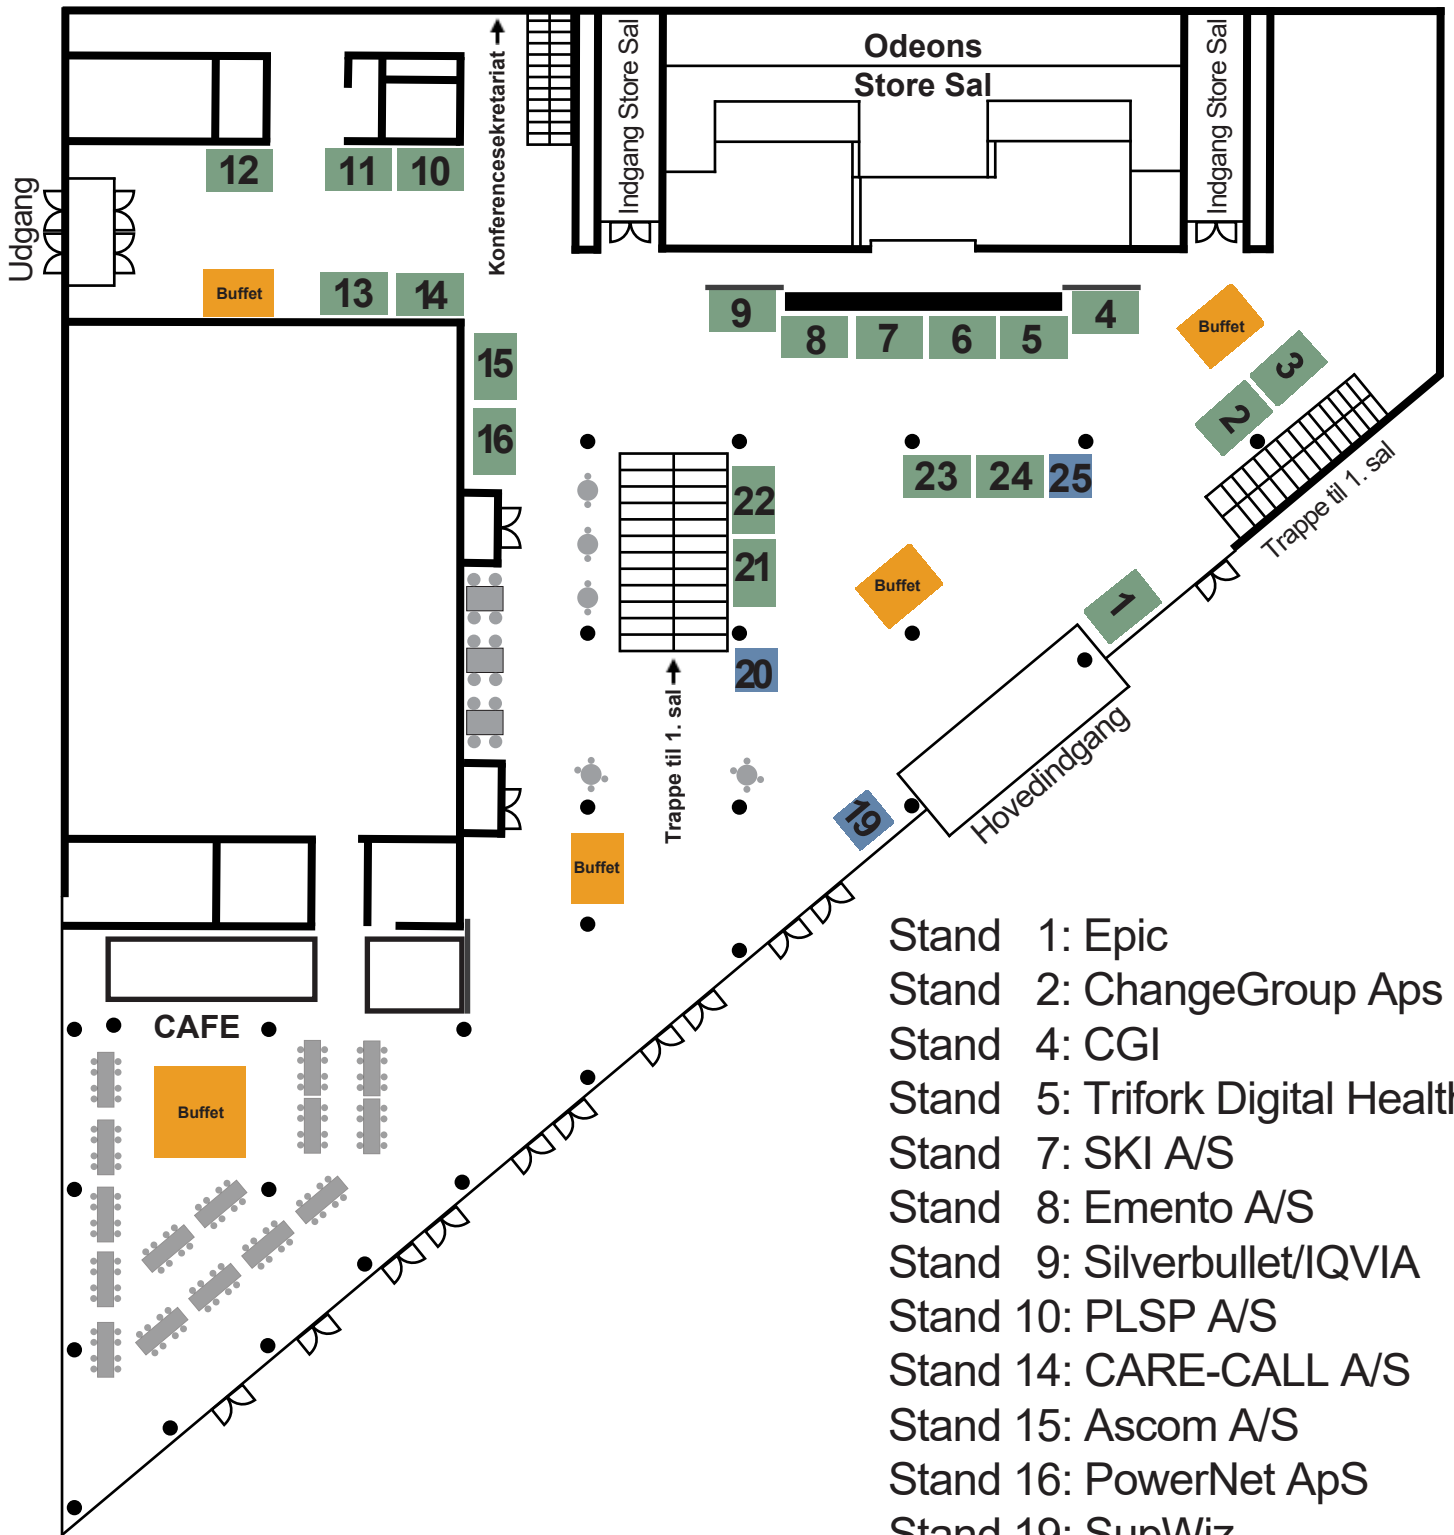 Odeons
Store Sal
Indgang Store Sal
Indgang Store Sal
Konferencesekretariat
Udgang
12
11
10
Buffet
13
14
15
16
9
8
7
6
5
4
Buffet
3
2
Trappe til 1. sal
23
24
25
22
21
20
Buffet
1
Trappe til 1. sal
Hovedindgang
19
Buffet
CAFE
Buffet
Stand 1: Epic
Stand 2: ChangeGroup Aps
Stand 4: CGI
Stand 5: Trifork Digital Health
Stand 7: SKI A/S
Stand 8: Emento A/S
Stand 9: Silverbullet/IQVIA
Stand 10: PLSP A/S
Stand 14: CARE-CALL A/S
Stand 15: Ascom A/S
Stand 16: PowerNet ApS
Stand 19: SupWiz